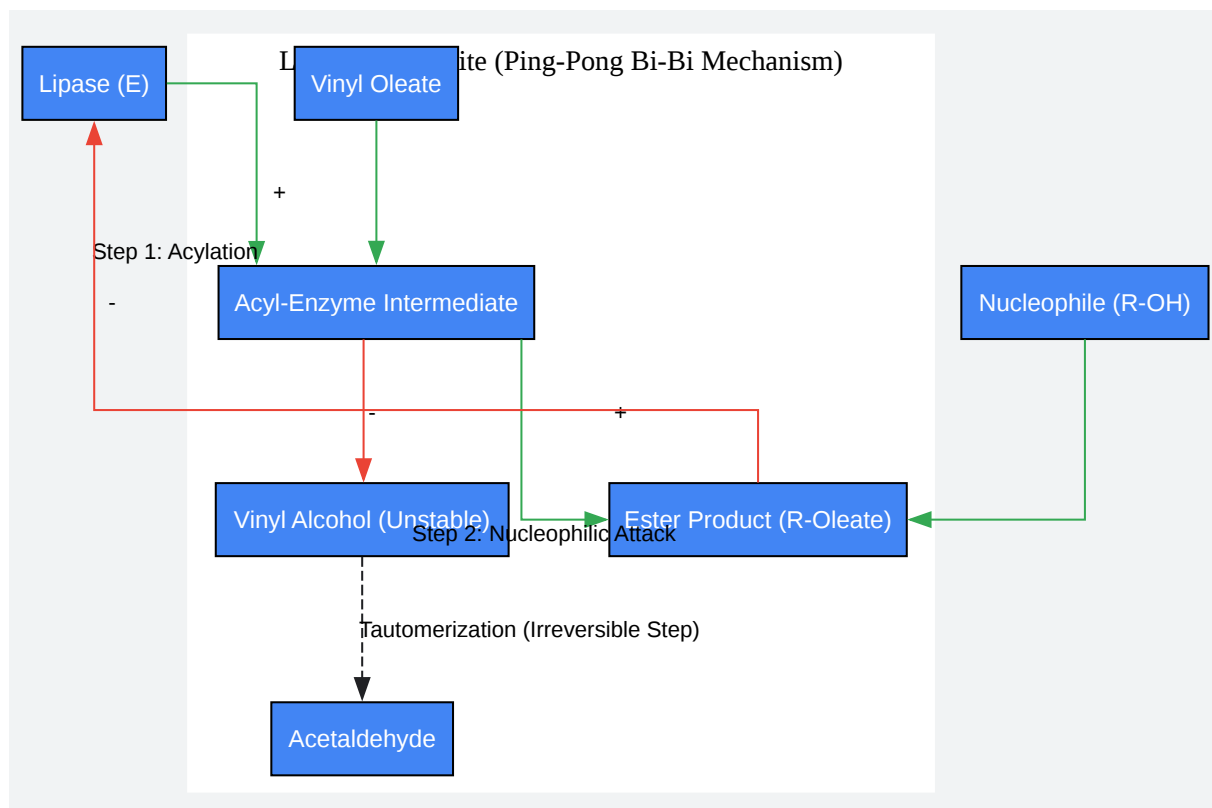 L
ite (Ping-Pong Bi-Bi Mechanism)
Lipase (E)
Vinyl Oleate
+
Step 1: Acylation
-
Acyl-Enzyme Intermediate
Nucleophile (R-OH)
-
+
Vinyl Alcohol (Unstable)
Ester Product (R-Oleate)
Step 2: Nucleophilic Attack
Tautomerization (Irreversible Step)
Acetaldehyde